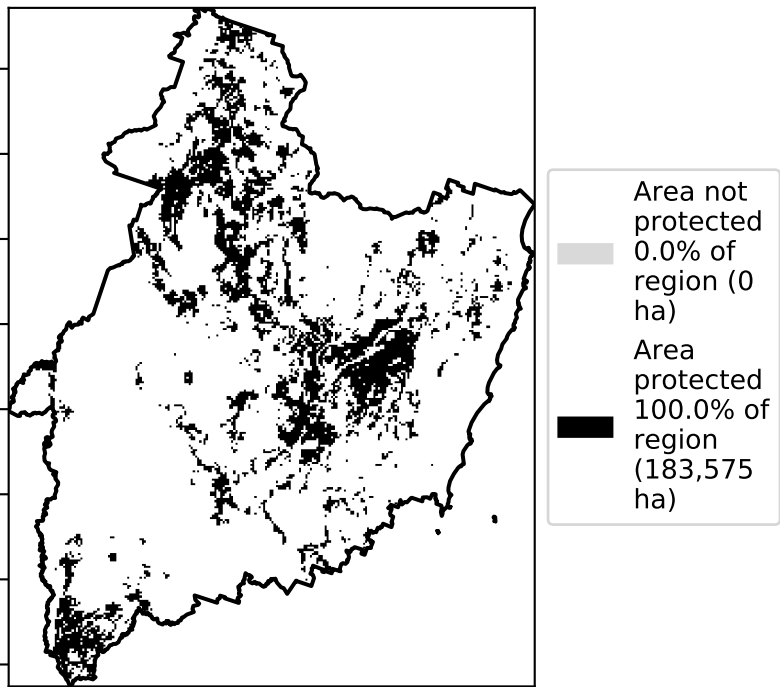 Area not
protected
0.0% of
region (0
ha)
Area
protected
100.0% of
region
(183,575
ha)